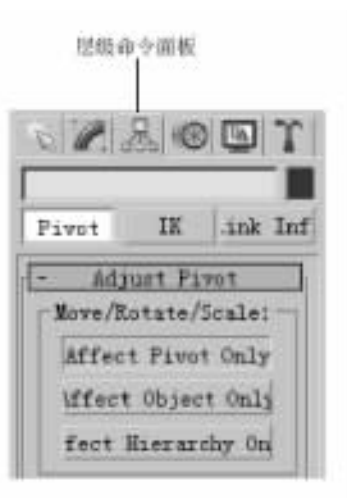 层级命令面板
Pivot IK .ink Inf
- Adjust Pivot
Move/Rotate/Scale:
Affect Pivot Only
\ffect Object Only
fect Hierarchy On